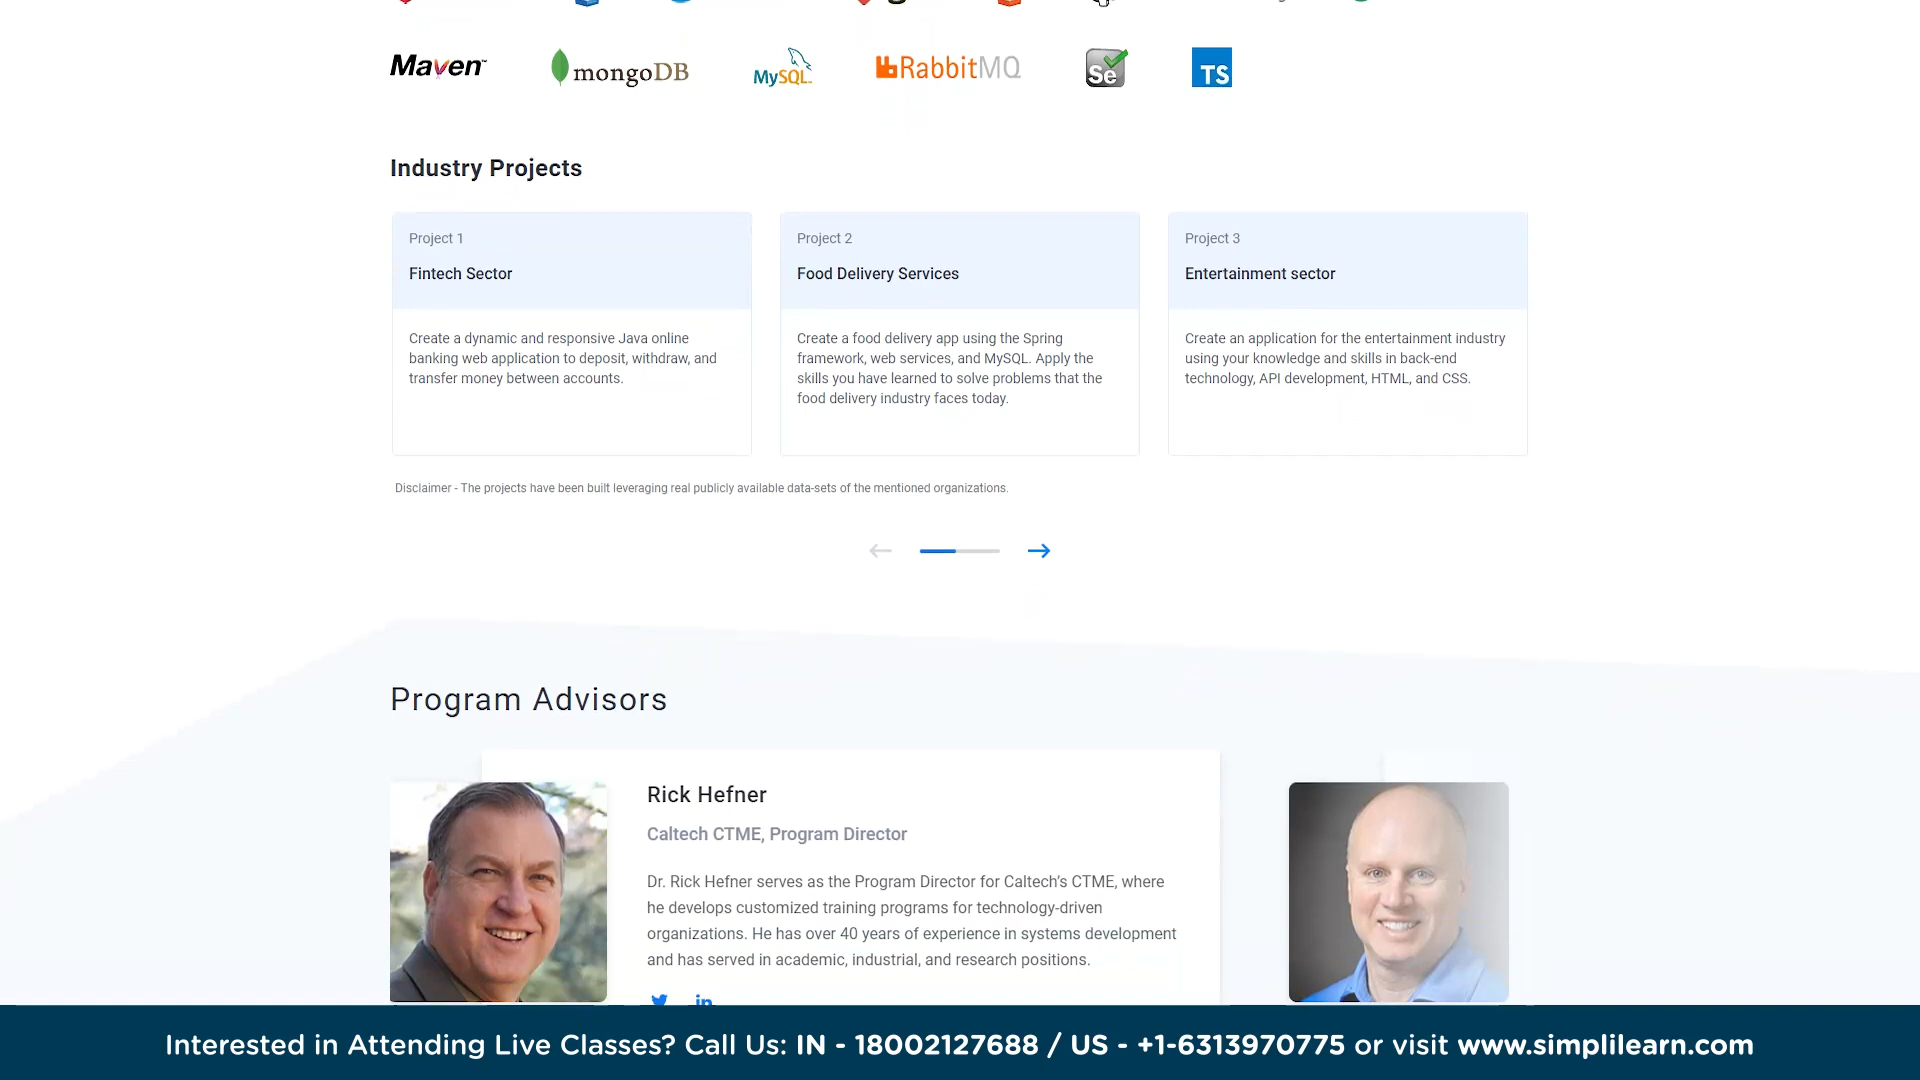 Maven™
mongoDB
MySQL
RabbitMQ
Se
TS
Industry Projects
Project 1
Fintech Sector
Create a dynamic and responsive Java online
banking web application to deposit, withdraw, and
transfer money between accounts.
Project 2
Food Delivery Services
Create a food delivery app using the Spring
framework, web services, and MySQL. Apply the
skills you have learned to solve problems that the
food delivery industry faces today.
Project 3
Entertainment sector
Create an application for the entertainment industry
using your knowledge and skills in back-end
technology, API development, HTML, and CSS.
Disclaimer - The projects have been built leveraging real publicly available data-sets of the mentioned organizations.
Program Advisors
Rick Hefner
Caltech CTME, Program Director
Dr. Rick Hefner serves as the Program Director for Caltech’s CTME, where
he develops customized training programs for technology-driven
organizations. He has over 40 years of experience in systems development
and has served in academic, industrial, and research positions.
in
Interested in Attending Live Classes? Call Us: IN - 18002127688 / US - +1-6313970775 or visit www.simplilearn.com